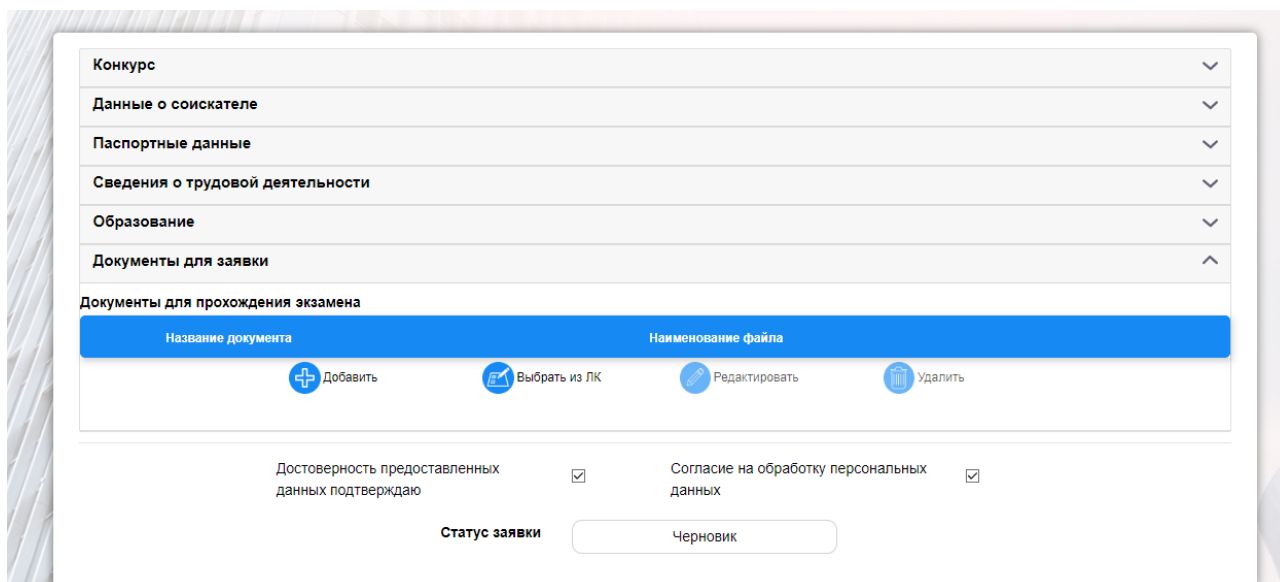 Конкурс
Данные о соискателе
Паспортные данные
Сведения о трудовой деятельности
Образование
Документы для заявки
Документы для прохождения экзамена
Название документа Наименование файла
Добавить Выбрать из ЛК Редактировать Удалить
Достоверность предоставленных
данных подтверждаю
Согласие на обработку персональных
данных
Статус заявки Черновик